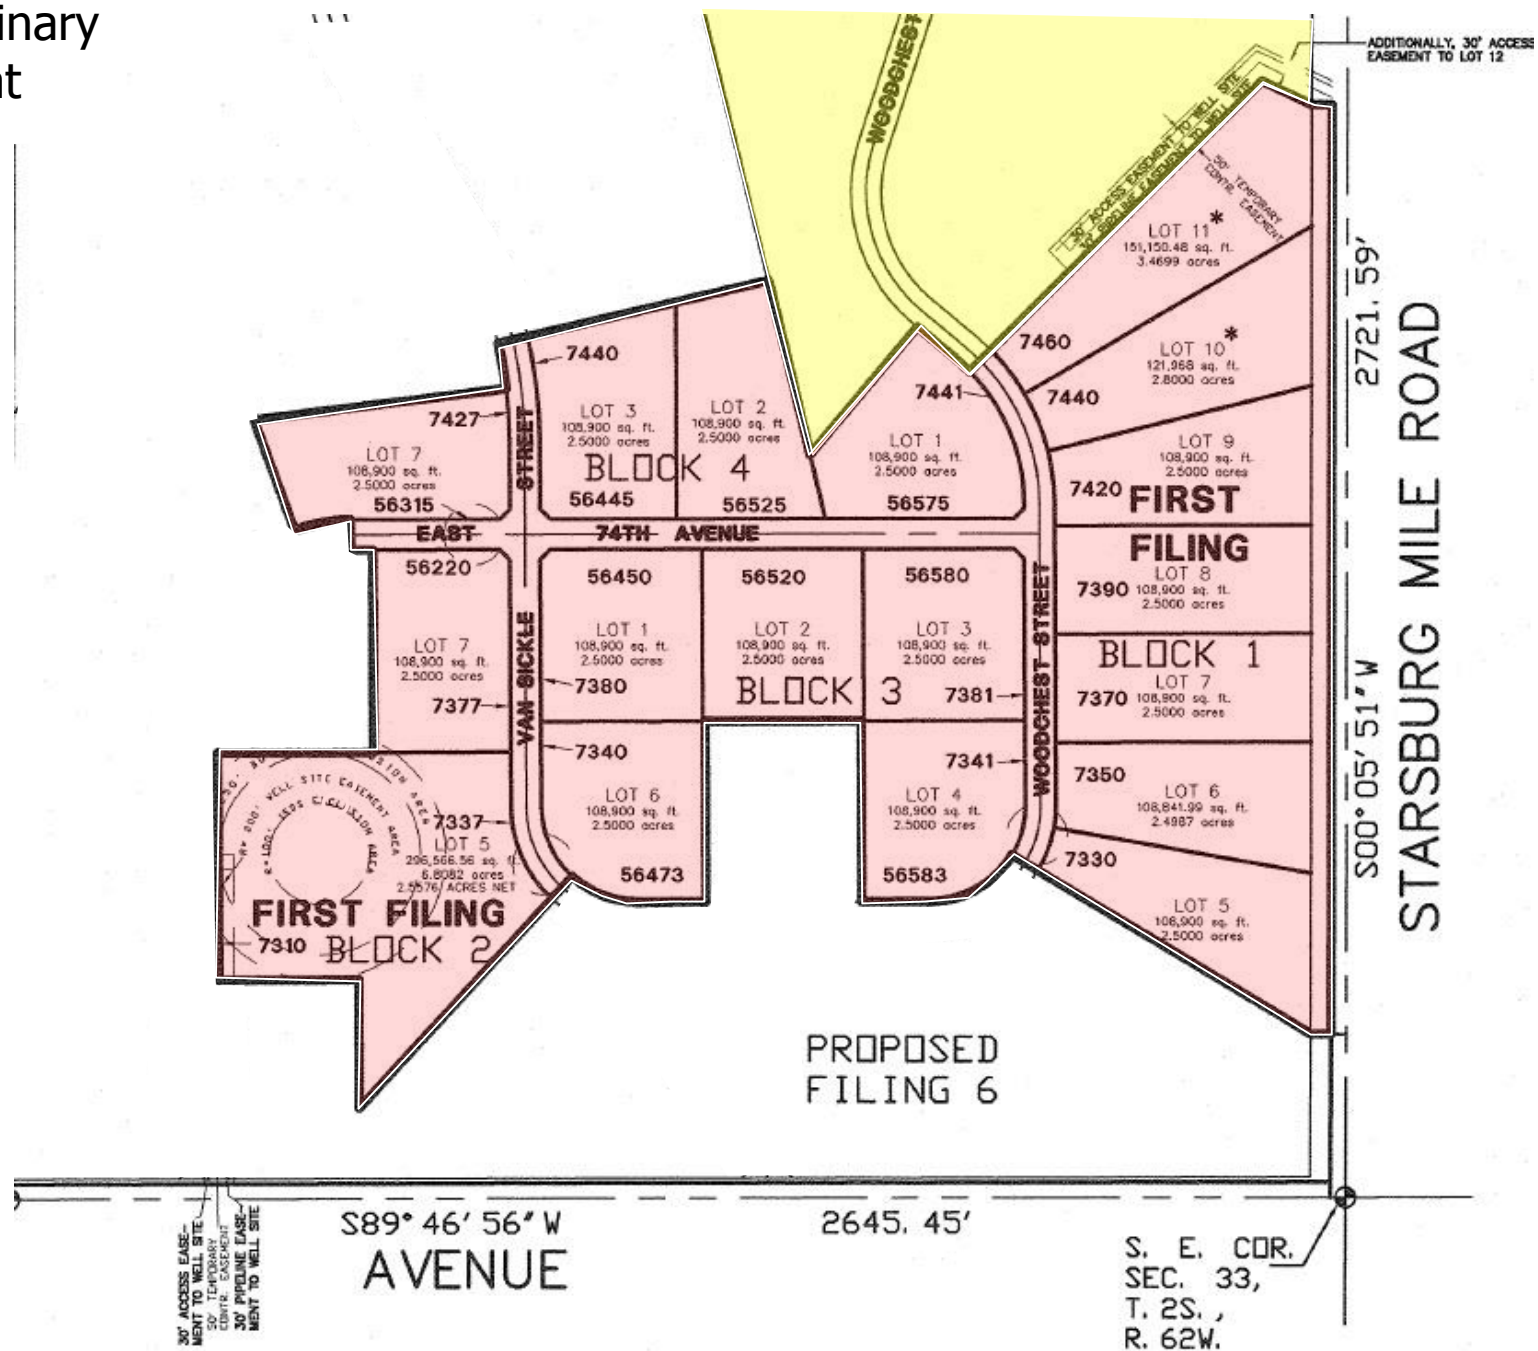 inary
nt
ADDITIONALLY, 30' ACCESS
EASEMENT TO LOT 12
WOODCHEST
30' ACCESS EASEMENT TO WELL SITE
30' PIPELINE EASEMENT TO WELL SITE
50' TEMPORARY
CONTR. EASEMENT
LOT 11*
151,150.48 sq. ft.
3.4699 acres
7460
LOT 10*
121,968 sq. ft.
2.8000 acres
7440
LOT 9
108,900 sq. ft.
2.5000 acres
7420
FIRST
FILING
LOT 8
7390
108,900 sq. ft.
2.5000 acres
BLOCK 1
LOT 7
7370
108,900 sq. ft.
2.5000 acres
7350
LOT 6
108,841.99 sq. ft.
2.4987 acres
7330
LOT 5
108,900 sq. ft.
2.5000 acres
7440
7427
STREET
LOT 3
108,900 sq. ft.
2.5000 acres
LOT 2
108,900 sq. ft.
2.5000 acres
7441
LOT 1
108,900 sq. ft.
2.5000 acres
LOT 7
108,900 sq. ft.
2.5000 acres
BLOCK 4
56315
56445
56525
56575
EAST 74TH AVENUE
56220
56450
56520
56580
LOT 7
108,900 sq. ft.
2.5000 acres
7377
VAN SICKLE
LOT 1
108,900 sq. ft.
2.5000 acres
7380
LOT 2
108,900 sq. ft.
2.5000 acres
LOT 3
108,900 sq. ft.
2.5000 acres
BLOCK 3
7381
WOODCHEST STREET
7340
7341
LOT 6
108,900 sq. ft.
2.5000 acres
56473
LOT 4
108,900 sq. ft.
2.5000 acres
56583
WELL SITE EASEMENT AREA
7337
LOT 5
296,566.56 sq. ft.
6.8082 acres
2.5576 ACRES NET
FIRST FILING
7310
BLOCK 2
PROPOSED
FILING 6
2721.59'
S00°05'51"W
STARSBURG MILE ROAD
S89°46'56"W
2645.45'
AVENUE
30' ACCESS EASE-
MENT TO WELL SITE
50' TEMPORARY
CONTR. EASEMENT
30' PIPELINE EASE-
MENT TO WELL SITE
S. E. COR.
SEC. 33,
T. 2S.,
R. 62W.